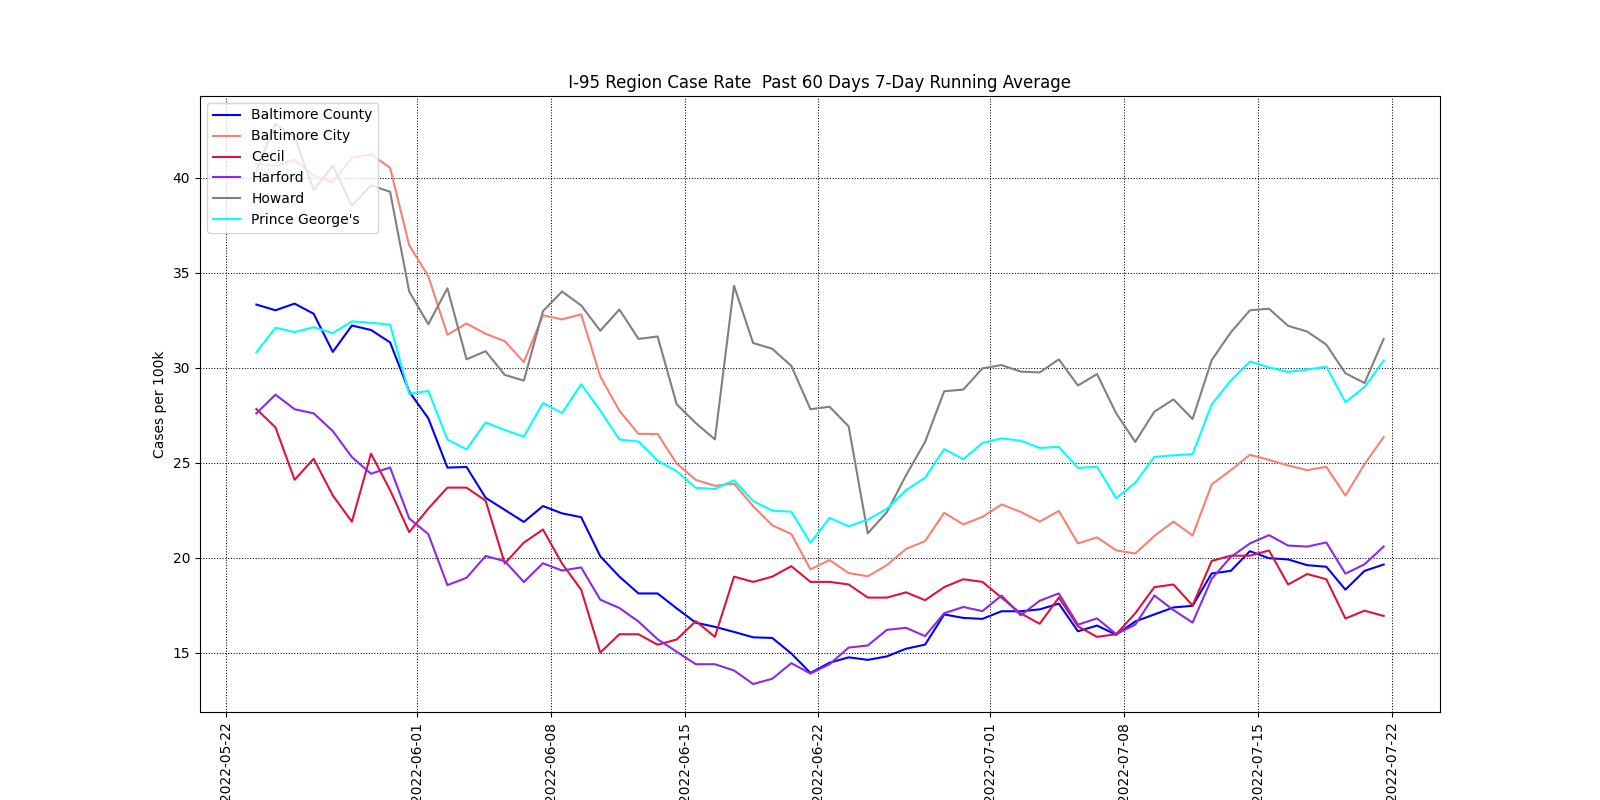 I-95 Region Case Rate  Past 60 Days 7-Day Running Average
Baltimore County
Baltimore City
Cecil
Harford
Howard
Prince George's
Cases per 100k
40
35
30
25
20
15
2022-05-22
2022-06-01
2022-06-08
2022-06-15
2022-06-22
2022-07-01
2022-07-08
2022-07-15
2022-07-22